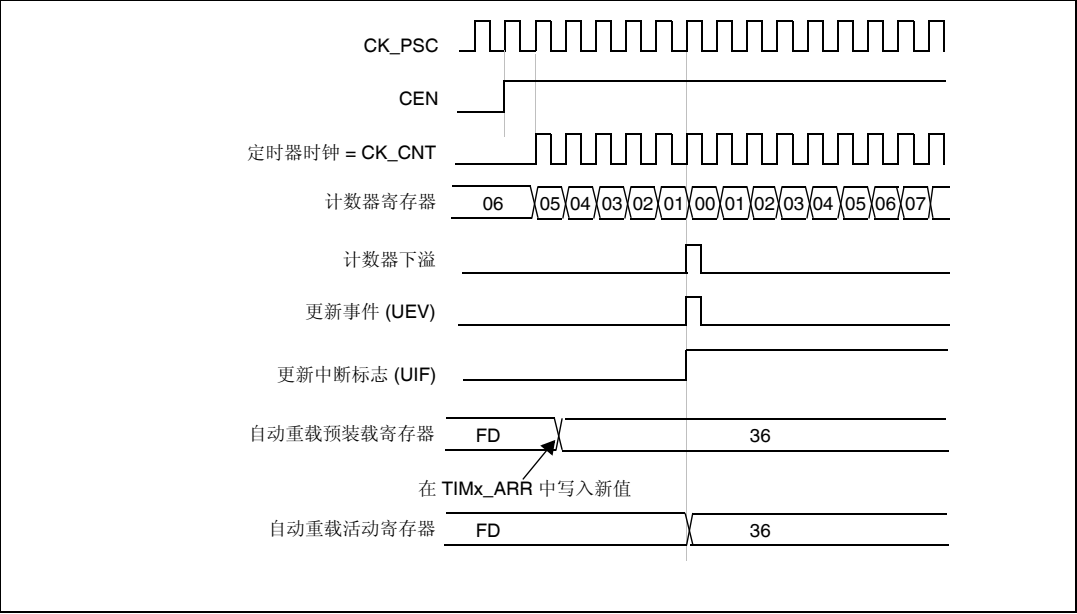 CK_PSC
CEN
定时器时钟 = CK_CNT
计数器寄存器 06 05 04 03 02 01 00 01 02 03 04 05 06 07
计数器下溢
更新事件 (UEV)
更新中断标志 (UIF)
自动重载预装载寄存器 FD 36
在 TIMx_ARR 中写入新值
自动重载活动寄存器 FD 36